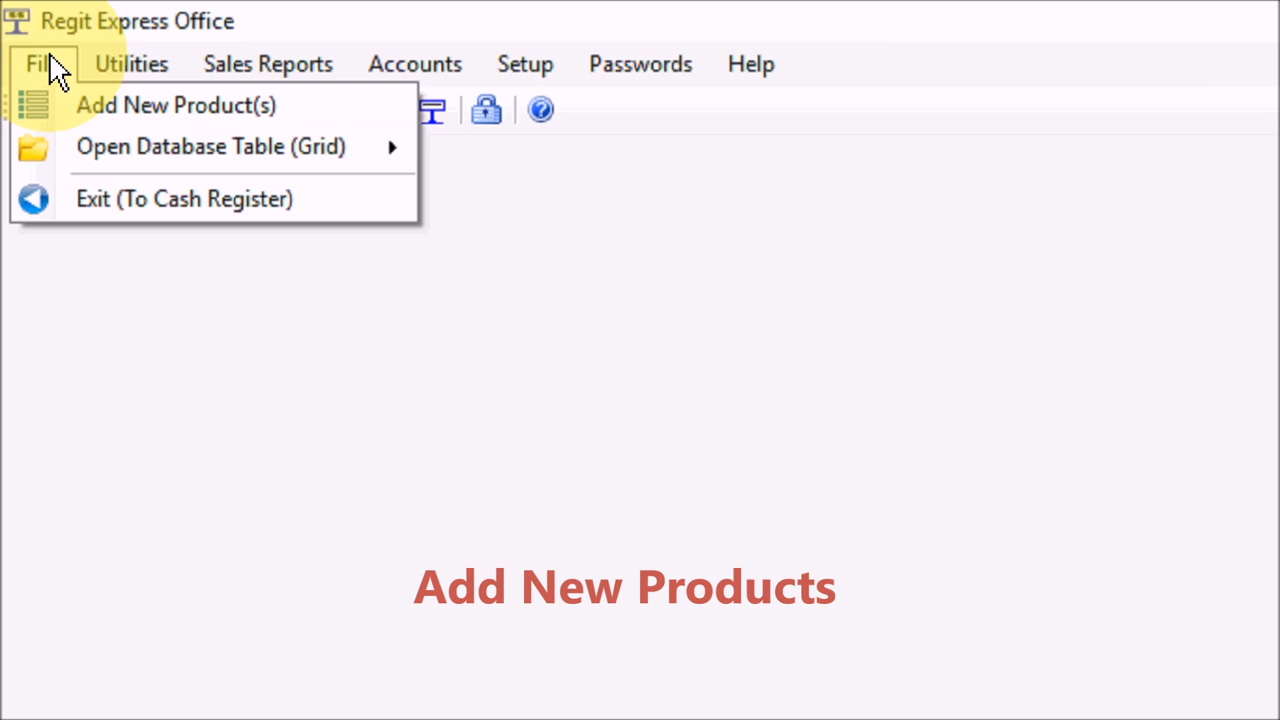 Regit Express Office
File Utilities Sales Reports Accounts Setup Passwords Help
Add New Product(s)
Open Database Table (Grid)
Exit (To Cash Register)
Add New Products